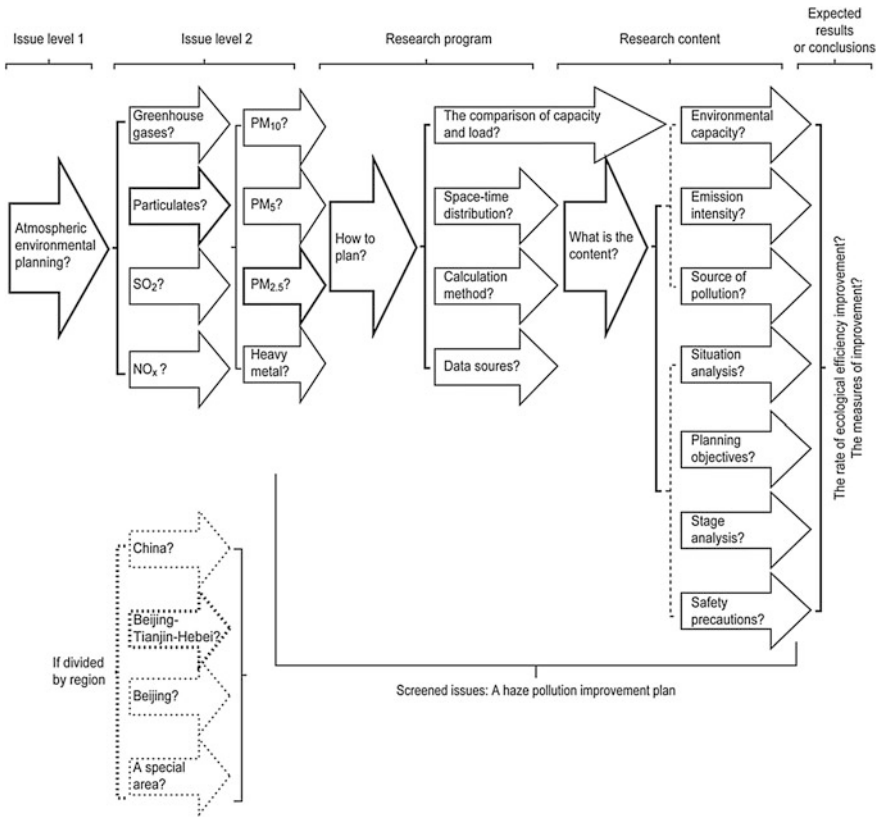 Issue level 1
Issue level 2
Research program
Research content
Expected
results
or conclusions
Atmospheric
environmental
planning?
Greenhouse
gases?
Particulates?
SO2?
NOx?
PM10?
PM5?
PM2.5?
Heavy
metal?
How to
plan?
The comparison of capacity
and load?
Space-time
distribution?
Calculation
method?
Data soures?
What is the
content?
Environmental
capacity?
Emission
intensity?
Source of
pollution?
Situation
analysis?
Planning
objectives?
Stage
analysis?
Safety
precautions?
The rate of ecological efficiency improvement?
The measures of improvement?
If divided
by region
China?
Beijing-
Tianjin-Hebei?
Beijing?
A special
area?
Screened issues: A haze pollution improvement plan